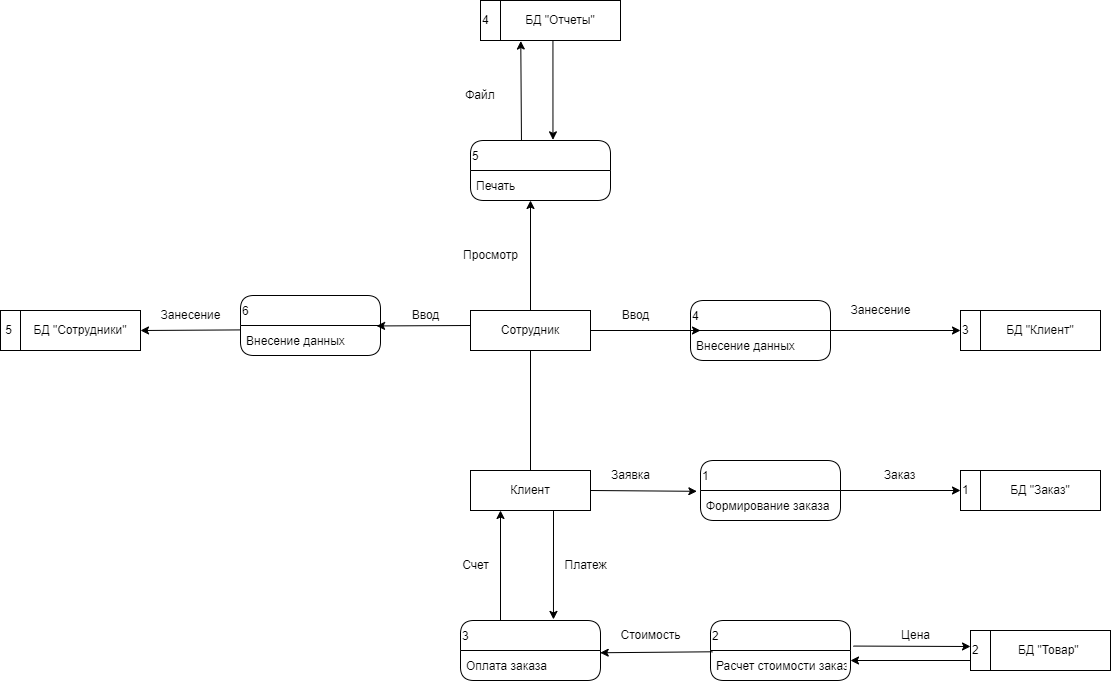 4 БД "Отчеты"
Файл
5
Печать
Просмотр
5 БД "Сотрудники"
Занесение
6
Внесение данных
Ввод
Сотрудник
Ввод
4
Внесение данных
Занесение
3 БД "Клиент"
Клиент
Заявка
1
Формирование заказа
Заказ
1 БД "Заказ"
Счет
Платеж
3
Оплата заказа
Стоимость
2
Расчет стоимости заказ
Цена
2 БД "Товар"